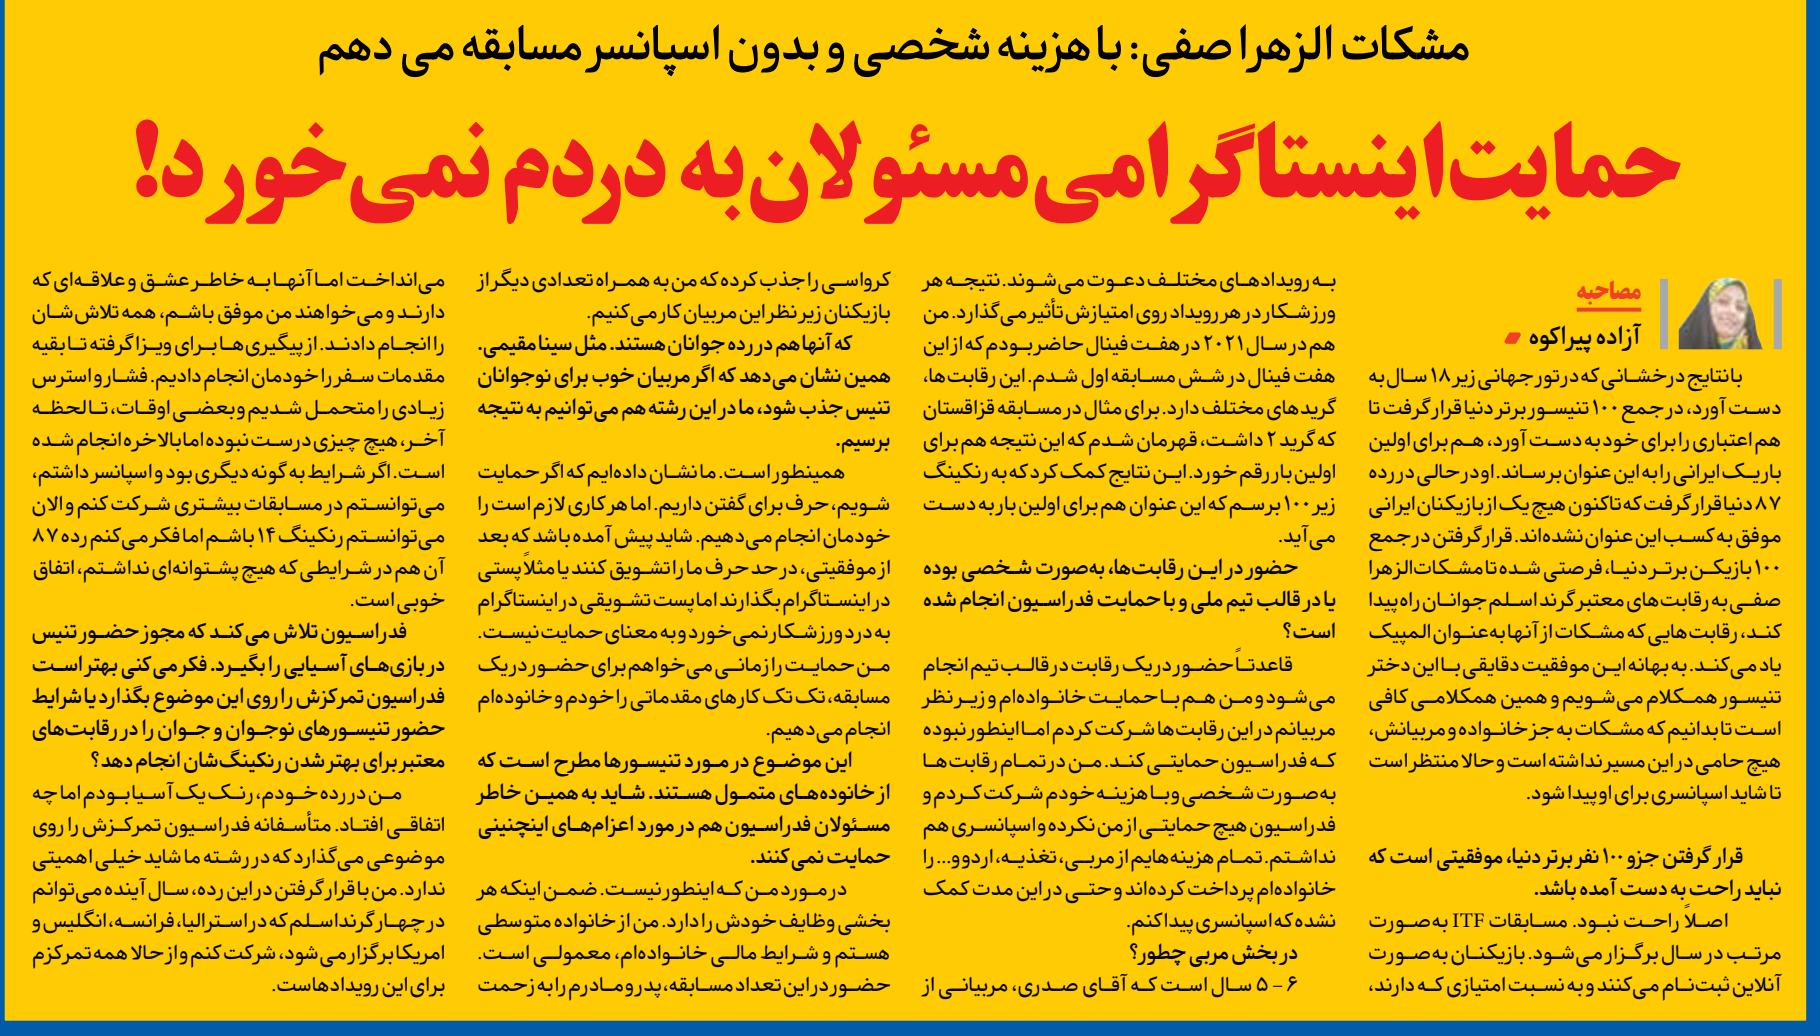 مشکات الزهرا صفی: با هزینه شخصی و بدون اسپانسر مسابقه می دهم
حمایت اینستاگرامی مسئولان به دردم نمی‌خورد!
مصاحبه
آزاده پیراکوه
با نتایج درخشانی که در تور جهانی زیر ۱۸ سال به
دست آورد، در جمع ۱۰۰ تنیسور برتر دنیا قرار گرفت تا
هم اعتباری را برای خود به دست آورد، هم برای اولین
بار یک ایرانی را به این عنوان برساند. او در حالی در رده
۸۷ دنیا قرار گرفت که تاکنون هیچ یک از بازیکنان ایرانی
موفق به کسب این عنوان نشده‌اند. قرار گرفتن در جمع
۱۰۰ بازیکن برتر دنیا، فرصتی شده تا مشکات‌الزهرا
صفی به رقابت‌های معتبر گرند اسلم جوانان راه پیدا
کند، رقابت‌هایی که مشکات از آنها به‌عنوان المپیک
یاد می‌کند. به بهانه این موفقیت دقایقی با این دختر
تنیسور همکلام می‌شویم و همین همکلامی کافی
است تا بدانیم که مشکات به جز خانواده و مربیانش،
هیچ حامی در این مسیر نداشته است و حالا منتظر است
تا شاید اسپانسری برای او پیدا شود.
قرار گرفتن جزو ۱۰۰ نفر برتر دنیا، موفقیتی است که
نباید راحت به دست آمده باشد.
اصلاً راحت نبود. مسابقات ITF به‌صورت
مرتب در سال برگزار می‌شود. بازیکنان به‌صورت
آنلاین ثبت‌نام می‌کنند و به نسبت امتیازی که دارند،
به رویدادهای مختلف دعوت می‌شوند. نتیجه هر
ورزشکار در هر رویداد روی امتیازش تأثیر می‌گذارد. من
هم در سال ۲۰۲۱ در هفت فینال حاضر بودم که از این
هفت فینال در شش مسابقه اول شدم. این رقابت‌ها،
گریدهای مختلف دارد. برای مثال در مسابقه قزاقستان
که گرید ۲ داشت، قهرمان شدم که این نتیجه هم برای
اولین بار رقم خورد. این نتایج کمک کرد که به رنکینگ
زیر ۱۰۰ برسم که این عنوان هم برای اولین بار به دست
می‌آید.
حضور در این رقابت‌ها، به‌صورت شخصی بوده
یا در قالب تیم ملی و با حمایت فدراسیون انجام شده
است؟
قاعدتاً حضور در یک رقابت در قالب تیم انجام
می‌شود و من هم با حمایت خانواده‌ام و زیر نظر
مربیانم در این رقابت‌ها شرکت کردم اما اینطور نبوده
که فدراسیون حمایتی کند. من در تمام رقابت‌ها
به‌صورت شخصی و با هزینه خودم شرکت کردم و
فدراسیون هیچ حمایتی از من نکرده و اسپانسری هم
نداشتم. تمام هزینه‌هایم از مربی، تغذیه، اردو و... را
خانواده‌ام پرداخت کرده‌اند و حتی در این مدت کمک
نشده که اسپانسری پیدا کنم.
در بخش مربی چطور؟
۶ - ۵ سال است که آقای صدری، مربیانی از
کرواسی را جذب کرده که من به همراه تعدادی دیگر از
بازیکنان زیر نظر این مربیان کار می‌کنیم.
که آنها هم در رده جوانان هستند. مثل سینا مقیمی.
همین نشان می‌دهد که اگر مربیان خوب برای نوجوانان
تنیس جذب شود، ما در این رشته هم می‌توانیم به نتیجه
برسیم.
همینطور است. ما نشان داده‌ایم که اگر حمایت
شویم، حرف برای گفتن داریم. اما هر کاری لازم است را
خودمان انجام می‌دهیم. شاید پیش آمده باشد که بعد
از موفقیتی، در حد حرف ما را تشویق کنند یا مثلاً پستی
در اینستاگرام بگذارند اما پست تشویقی در اینستاگرام
به درد ورزشکار نمی‌خورد و به معنای حمایت نیست.
من حمایت را زمانی می‌خواهم برای حضور در یک
مسابقه، تک تک کارهای مقدماتی را خودم و خانواده‌ام
انجام می‌دهیم.
این موضوع در مورد تنیسورها مطرح است که
از خانواده‌های متمول هستند. شاید به همین خاطر
مسئولان فدراسیون هم در مورد اعزام‌های اینچنینی
حمایت نمی‌کنند.
در مورد من که اینطور نیست. ضمن اینکه هر
بخشی وظایف خودش را دارد. من از خانواده متوسطی
هستم و شرایط مالی خانواده‌ام، معمولی است.
حضور در این تعداد مسابقه، پدر و مادرم را به زحمت
می‌انداخت اما آنها به خاطر عشق و علاقه‌ای که
دارند و می‌خواهند من موفق باشم، همه تلاش‌شان
را انجام دادند. از پیگیری‌ها برای ویزا گرفته تا بقیه
مقدمات سفر را خودمان انجام دادیم. فشار و استرس
زیادی را متحمل شدیم و بعضی اوقات، تا لحظه
آخر، هیچ چیزی درست نبوده اما بالاخره انجام شده
است. اگر شرایط به گونه دیگری بود و اسپانسر داشتم،
می‌توانستم در مسابقات بیشتری شرکت کنم و الان
می‌توانستم رنکینگ ۱۴ باشم اما فکر می‌کنم رده ۸۷
آن هم در شرایطی که هیچ پشتوانه‌ای نداشتم، اتفاق
خوبی است.
فدراسیون تلاش می‌کند که مجوز حضور تنیس
در بازی‌های آسیایی را بگیرد. فکر می‌کنی بهتر است
فدراسیون تمرکزش را روی این موضوع بگذارد یا شرایط
حضور تنیسورهای نوجوان و جوان را در رقابت‌های
معتبر برای بهتر شدن رنکینگ‌شان انجام دهد؟
من در رده خودم، رنک یک آسیا بودم اما چه
اتفاقی افتاد. متأسفانه فدراسیون تمرکزش را روی
موضوعی می‌گذارد که در رشته ما شاید خیلی اهمیتی
ندارد. من با قرار گرفتن در این رده، سال آینده می‌توانم
در چهار گرند اسلم که در استرالیا، فرانسه، انگلیس و
امریکا برگزار می‌شود، شرکت کنم و از حالا همه تمرکزم
برای این رویدادهاست.